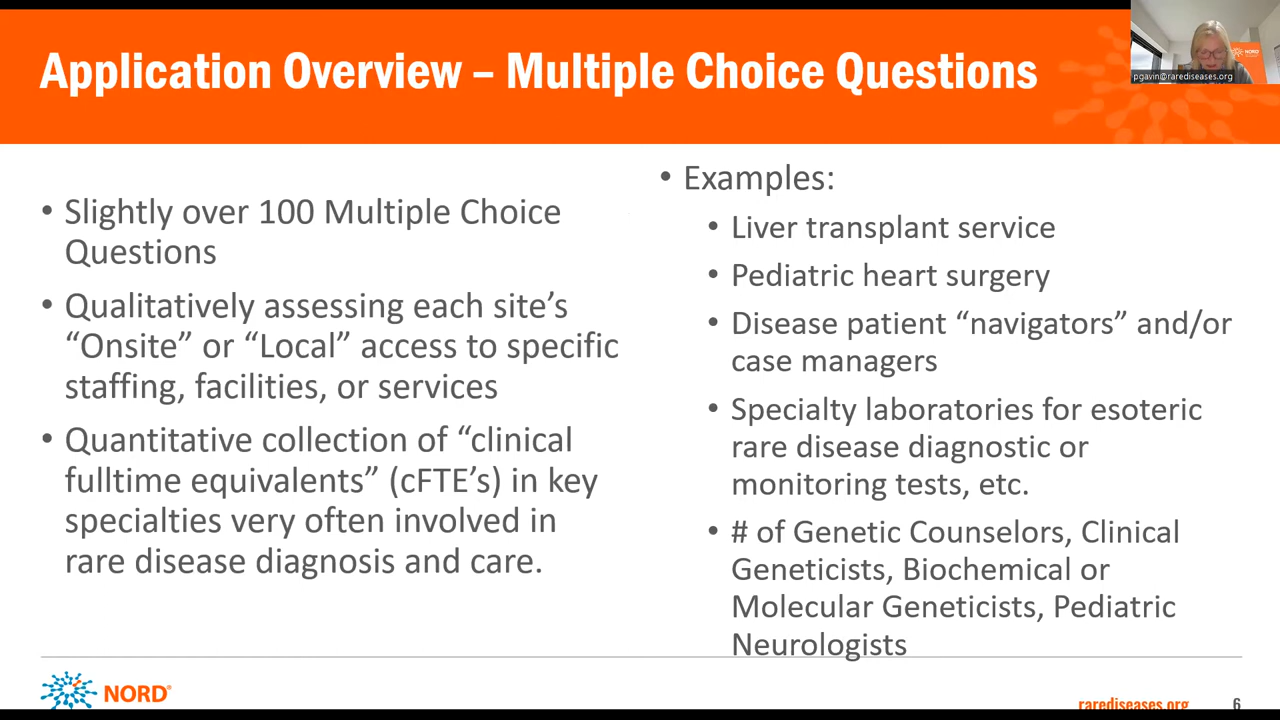 Application Overview – Multiple Choice Questions
NORD
pgavin@rarediseases.org
• Slightly over 100 Multiple Choice
Questions
• Qualitatively assessing each site’s
“Onsite” or “Local” access to specific
staffing, facilities, or services
• Quantitative collection of “clinical
fulltime equivalents” (cFTE’s) in key
specialties very often involved in
rare disease diagnosis and care.
• Examples:
• Liver transplant service
• Pediatric heart surgery
• Disease patient “navigators” and/or
case managers
• Specialty laboratories for esoteric
rare disease diagnostic or
monitoring tests, etc.
• # of Genetic Counselors, Clinical
Geneticists, Biochemical or
Molecular Geneticists, Pediatric
Neurologists
NORD®
rarediseases.org
6